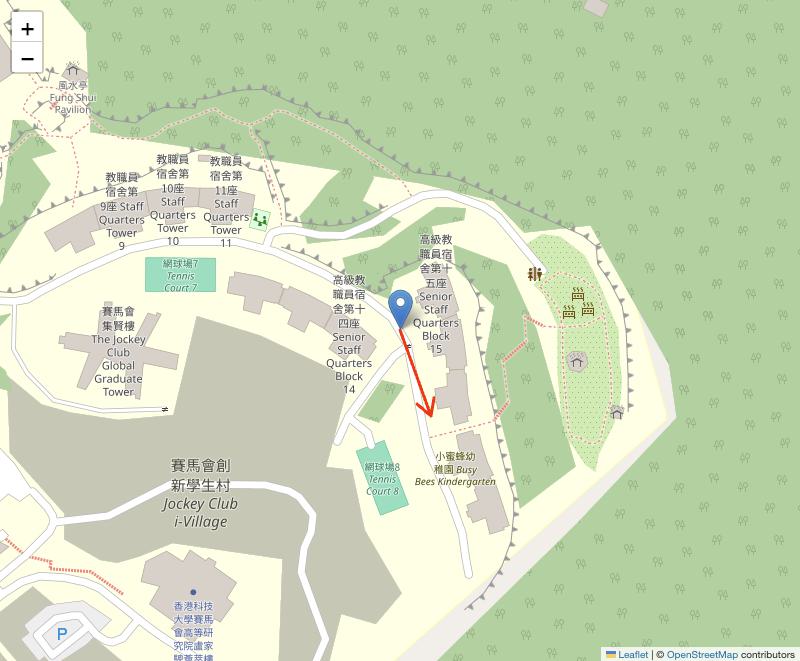 +
−
風水亭
Fung Shui
Pavilion
教職員
宿舍第
9座 Staff
Quarters
Tower
9
教職員
宿舍第
10座
Staff
Quarters
Tower
10
教職員
宿舍第
11座
Staff
Quarters
Tower
11
高級教
職員宿
舍第十
五座
Senior
Staff
Quarters
Block
15
網球場7
Tennis
Court 7
高級教
職員宿
舍第十
四座
Senior
Staff
Quarters
Block
14
賽馬會
集賢樓
The Jockey
Club
Global
Graduate
Tower
小蜜蜂幼
稚園 Busy
Bees Kindergarten
網球場8
Tennis
Court 8
賽馬會創
新學生村
Jockey Club
i-Village
香港科技
大學賽馬
會高等研
究院盧家
P
Leaflet | © OpenStreetMap contributors